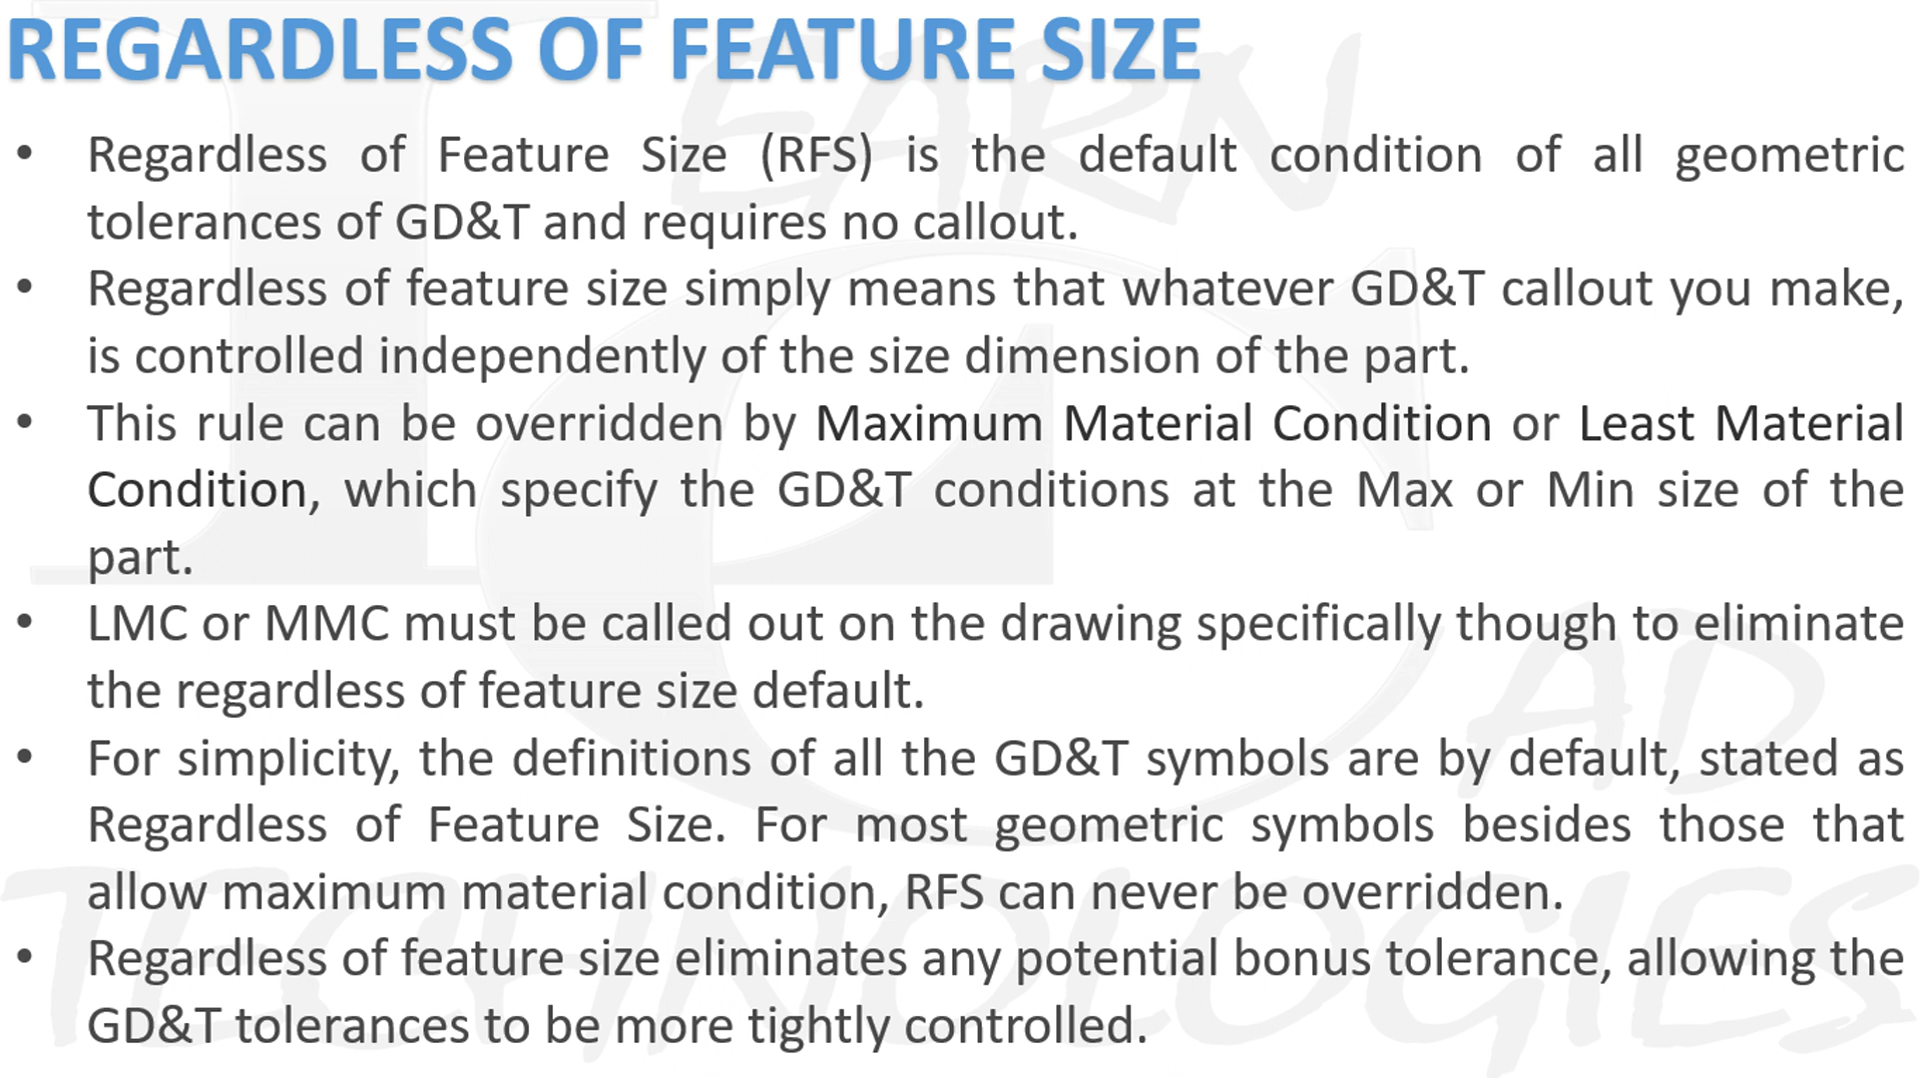 REGARDLESS OF FEATURE SIZE
• Regardless of Feature Size (RFS) is the default condition of all geometric
tolerances of GD&T and requires no callout.
• Regardless of feature size simply means that whatever GD&T callout you make,
is controlled independently of the size dimension of the part.
• This rule can be overridden by Maximum Material Condition or Least Material
Condition, which specify the GD&T conditions at the Max or Min size of the
part.
• LMC or MMC must be called out on the drawing specifically though to eliminate
the regardless of feature size default.
• For simplicity, the definitions of all the GD&T symbols are by default, stated as
Regardless of Feature Size. For most geometric symbols besides those that
allow maximum material condition, RFS can never be overridden.
• Regardless of feature size eliminates any potential bonus tolerance, allowing the
GD&T tolerances to be more tightly controlled.
LEARN
CAD
TECHNOLOGIES